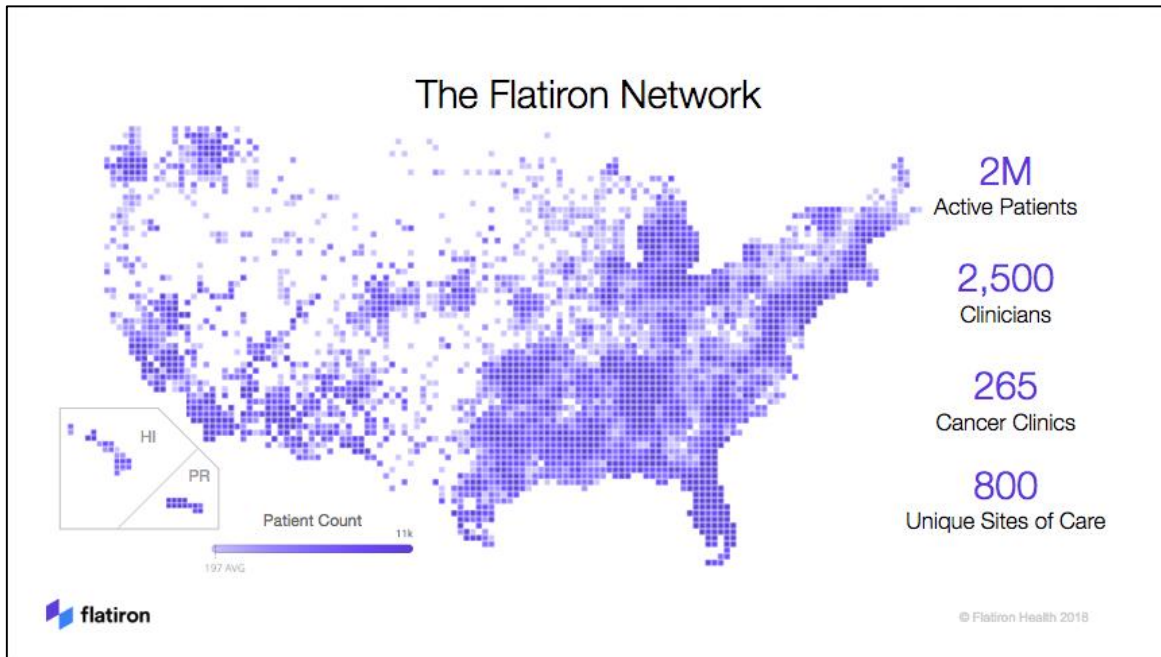 The Flatiron Network
2M
Active Patients
2,500
Clinicians
265
Cancer Clinics
800
Unique Sites of Care
HI
PR
Patient Count
11k
197 AVG
flatiron
© Flatiron Health 2018